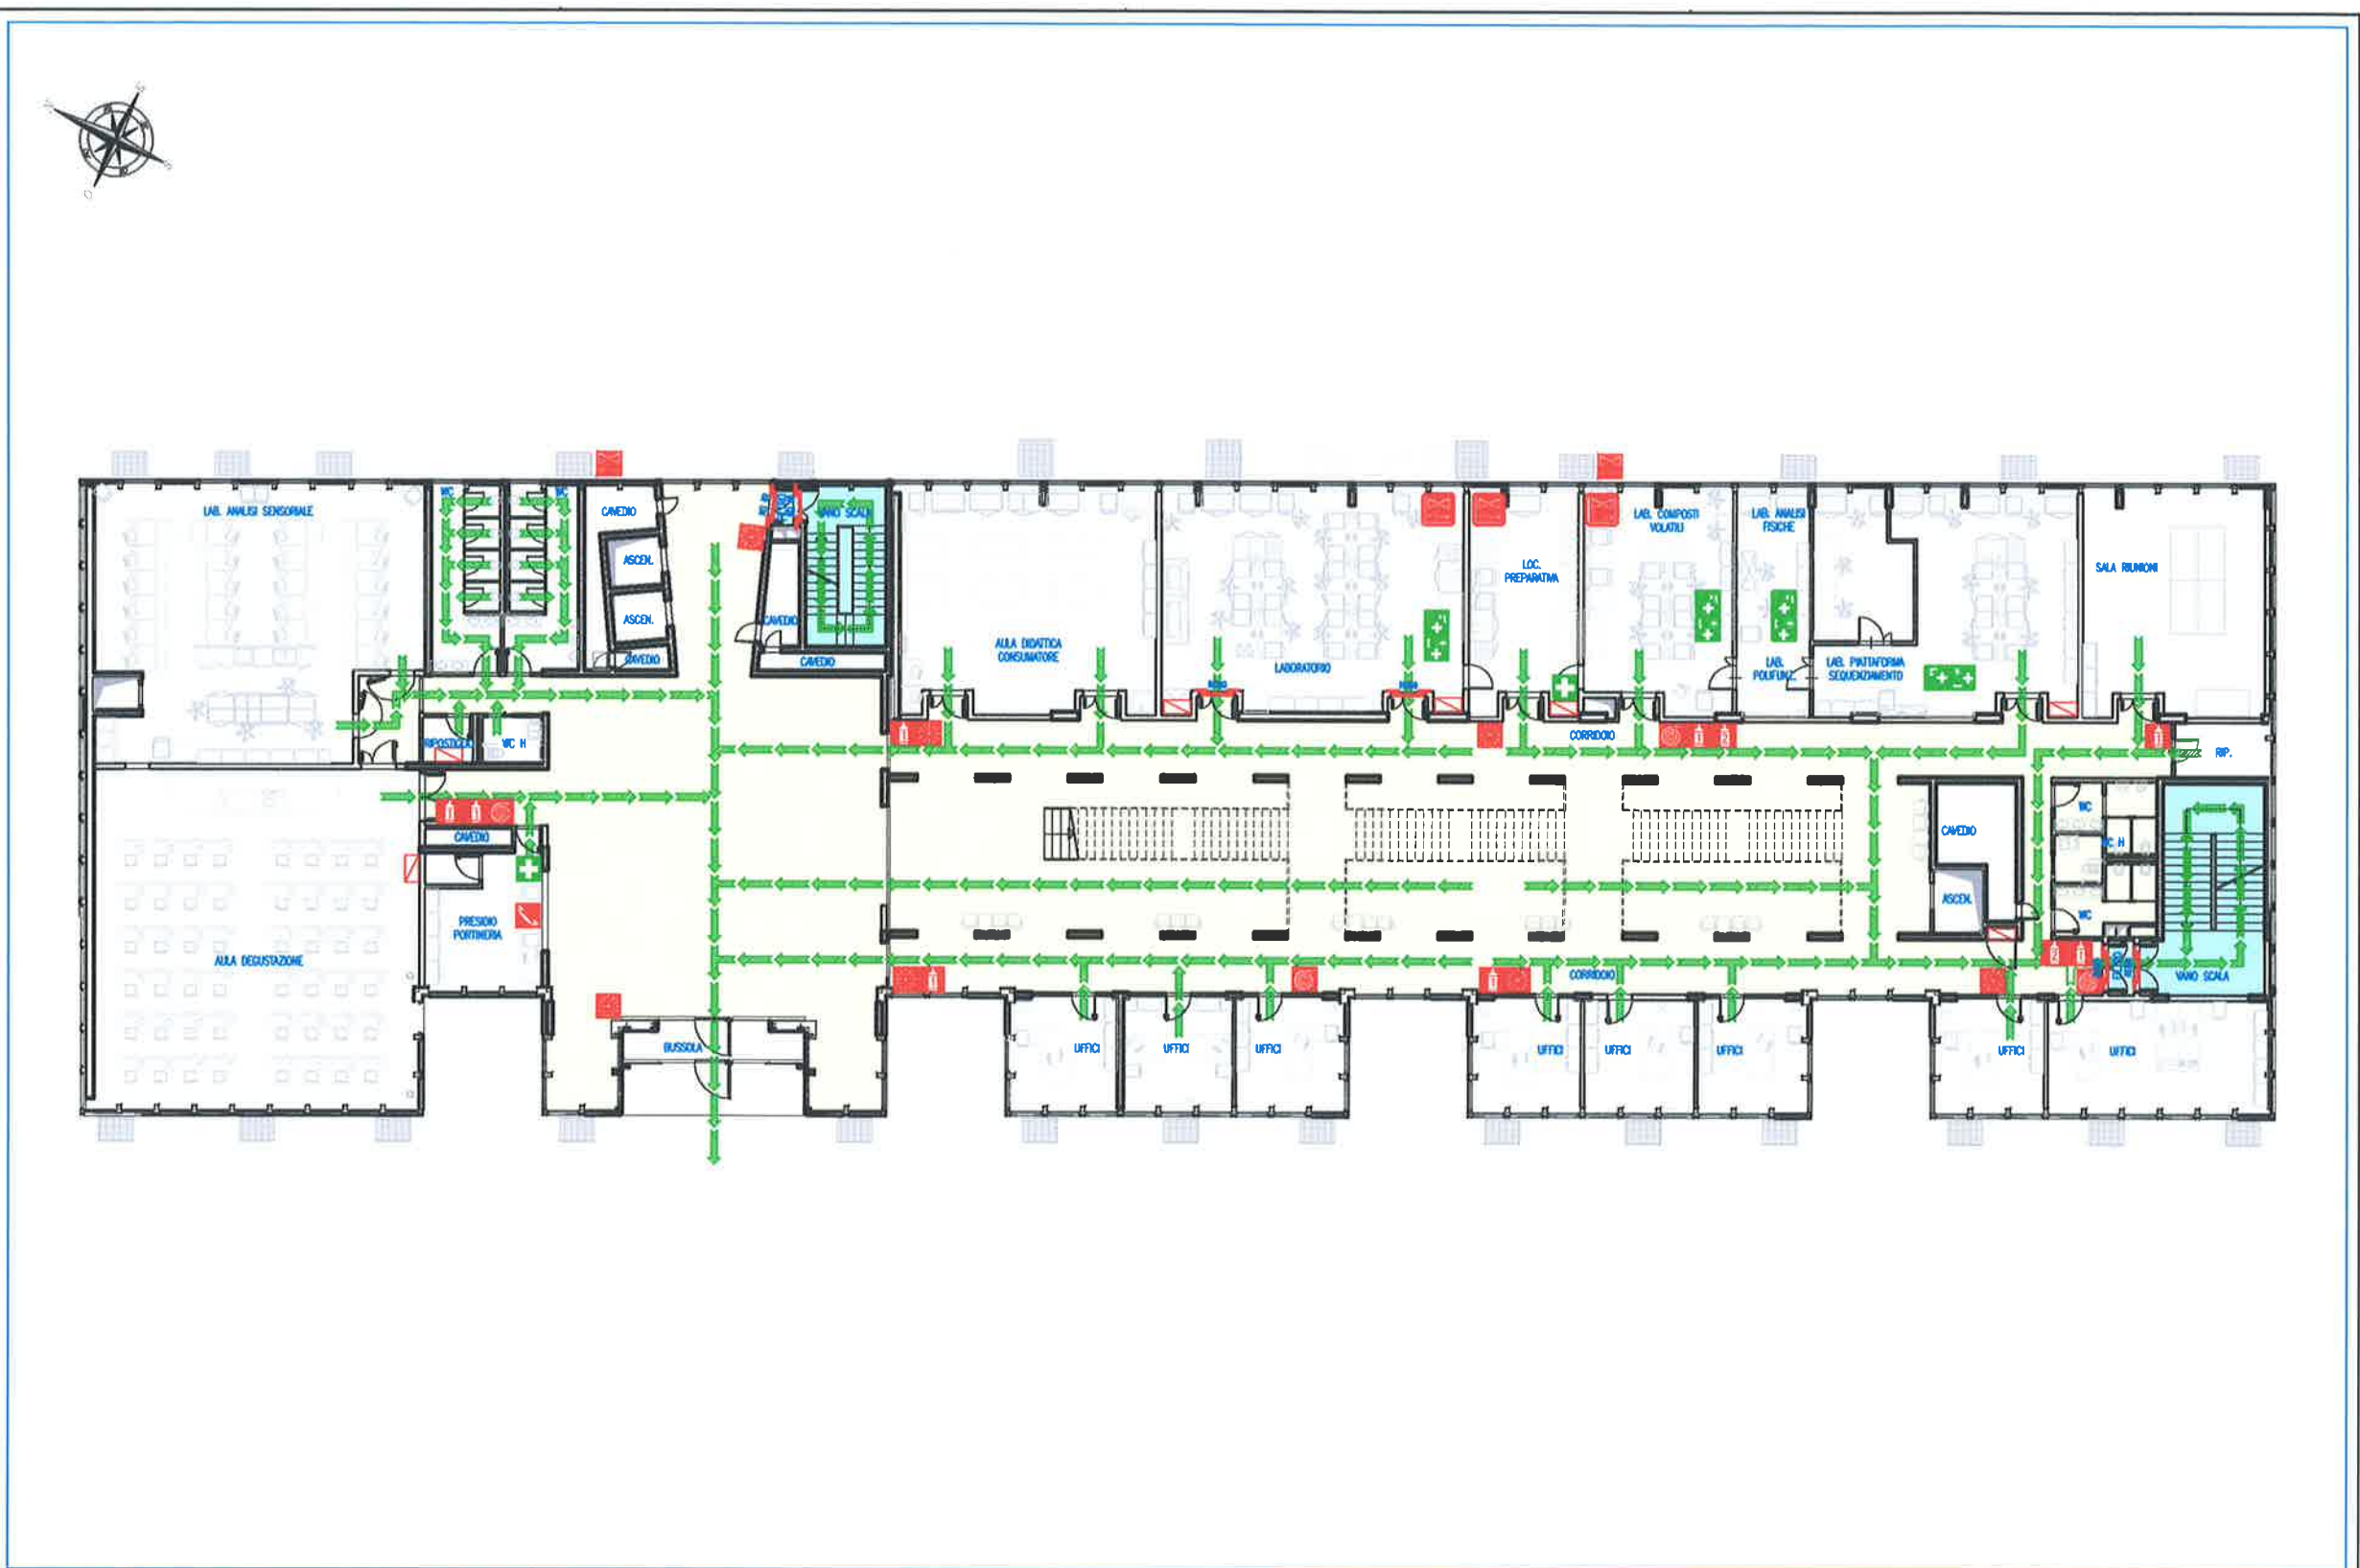 LAB. ANALISI SENSORIALE
WC
WC
CAVEDIO
ASCEN.
ASCEN.
CAVEDIO
CAVEDIO
VANO SCALA
CAVEDIO
AULA DIDATTICA
CONSUMATORE
LABORATORIO
LOC.
PREPARATIVA
LAB. COMPOSTI
VOLATILI
LAB. ANALISI
FISICHE
LAB.
POLIFUNZ.
LAB. PIATTAFORMA
SEQUENZIAMENTO
SALA RIUNIONI
RIPOSTIGLIO
WC H
CORRIDOIO
RIP.
CAVEDIO
PRESIDIO
PORTINERIA
AULA DEGUSTAZIONE
CAVEDIO
ASCEN.
WC
WC H
WC
VANO SCALA
CORRIDOIO
BUSSOLA
UFFICI
UFFICI
UFFICI
UFFICI
UFFICI
UFFICI
UFFICI
UFFICI